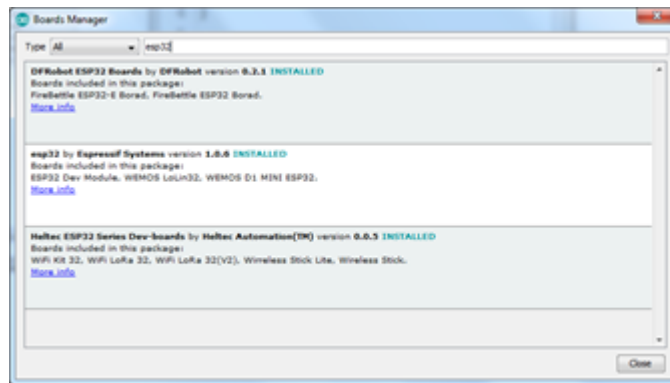 Boards Manager
Type All esp32
DFRobot ESP32 Boards by DFRobot version 0.2.1 INSTALLED
Boards included in this package:
FireBettle ESP32-E Borad, FireBettle ESP32 Borad.
More info
esp32 by Espressif Systems version 1.0.6 INSTALLED
Boards included in this package:
ESP32 Dev Module, WEMOS LoLin32, WEMOS D1 MINI ESP32.
More info
Heltec ESP32 Series Dev-boards by Heltec Automation(TM) version 0.0.5 INSTALLED
Boards included in this package:
WiFi Kit 32, WiFi LoRa 32, WiFi LoRa 32(V2), Wireless Stick Lite, Wireless Stick.
More info
Close